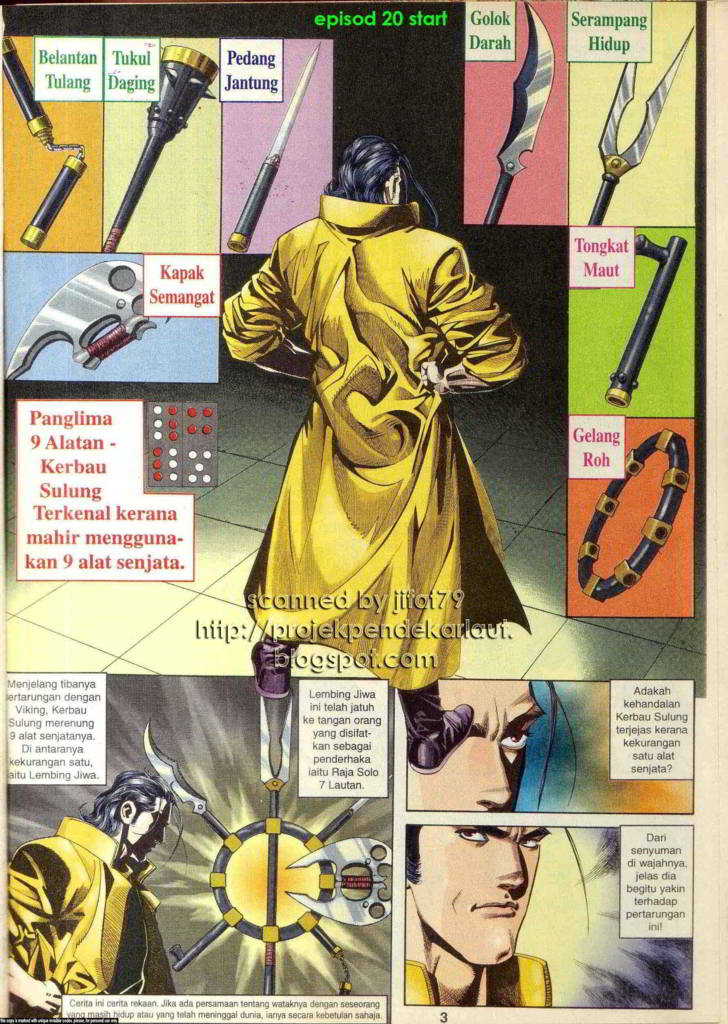 episod 20 start
Belantan
Tulang
Tukul
Daging
Pedang
Jantung
Golok
Darah
Serampang
Hidup
Kapak
Semangat
Tongkat
Maut
Gelang
Roh
Panglima
9 Alatan -
Kerbau
Sulung
Terkenal kerana
mahir mengguna-
kan 9 alat senjata.
scanned by jifiat79
http://projekpendekarlaut.
blogspot.com
Menjelang tibanya
ertarungan dengan
Viking, Kerbau
Sulung merenung
9 alat senjatanya.
Di antaranya
kekurangan satu,
aitu Lembing Jiwa.
Lembing Jiwa
ini telah jatuh
ke tangan orang
yang disifat-
kan sebagai
penderhaka
iaitu Raja Solo
7 Lautan.
Adakah
kehandalan
Kerbau Sulung
terjejas kerana
kekurangan
satu alat
senjata?
Dari
senyuman
di wajahnya,
jelas dia
begitu yakin
terhadap
pertarungan
ini!
Cerita ini cerita rekaan. Jika ada persamaan tentang wataknya dengan seseorang
yang masih hidup atau yang telah meninggal dunia, ianya secara kebetulan sahaja.
3